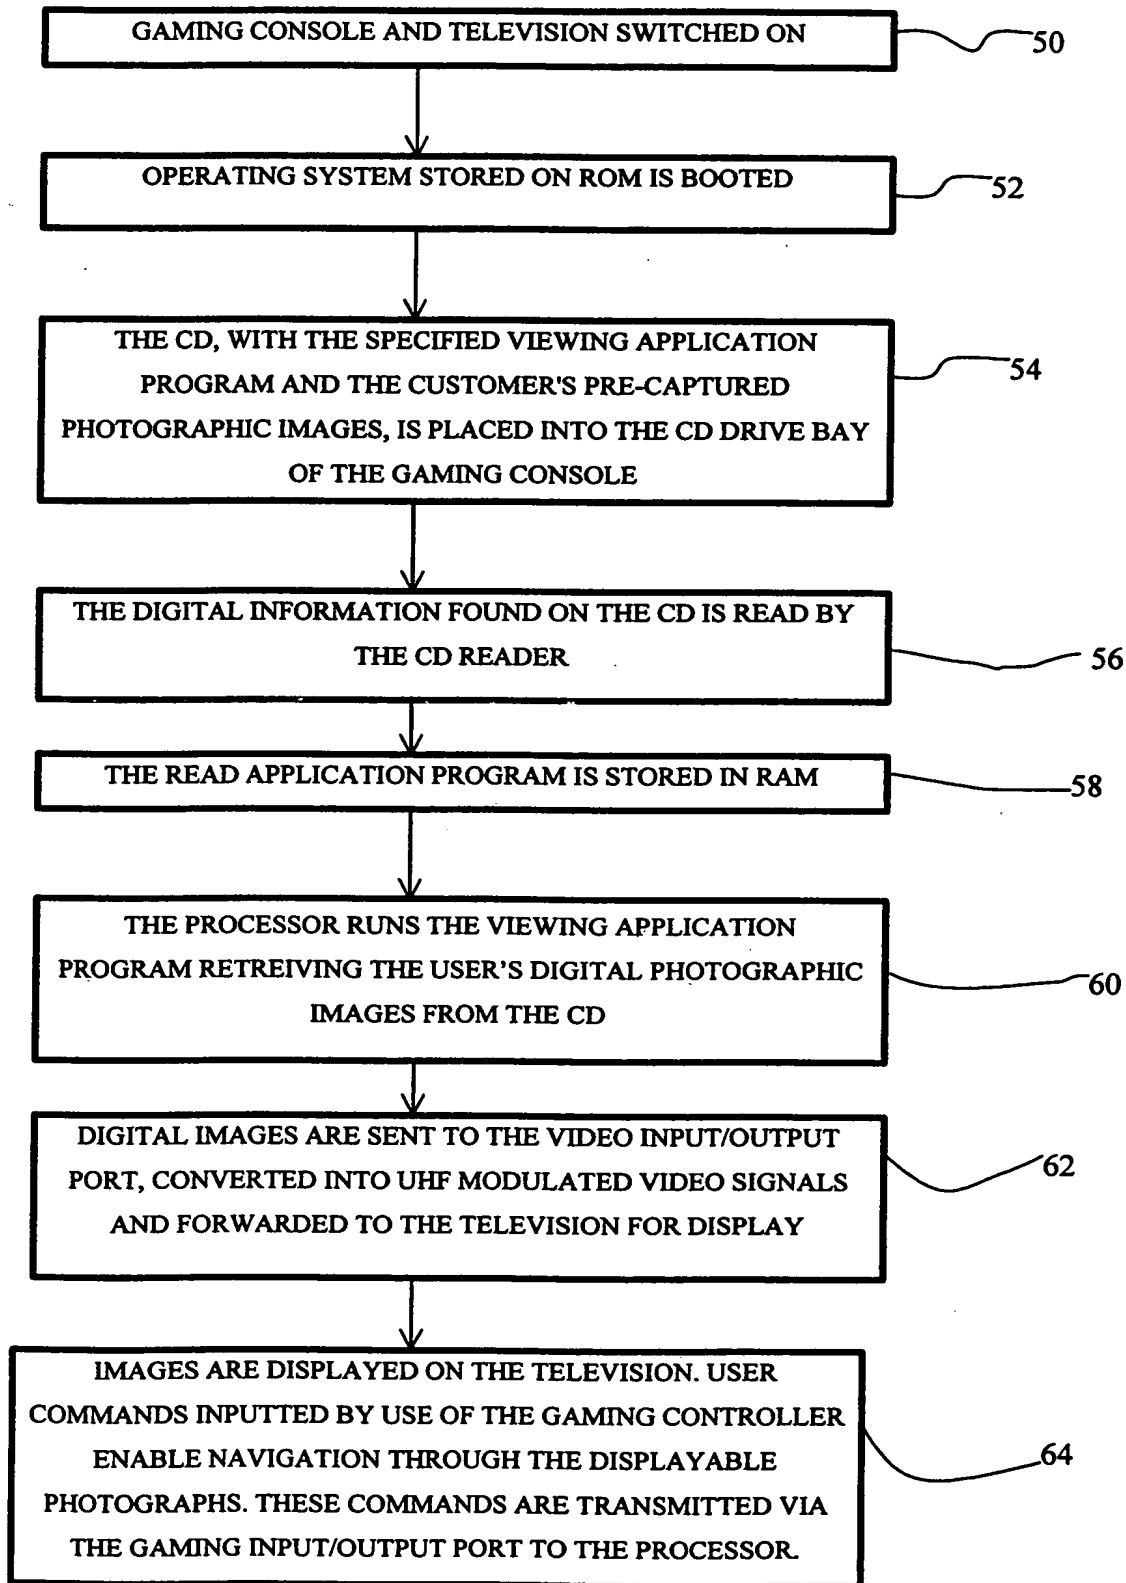 GAMING CONSOLE AND TELEVISION SWITCHED ON
50
OPERATING SYSTEM STORED ON ROM IS BOOTED
52
THE CD, WITH THE SPECIFIED VIEWING APPLICATION
PROGRAM AND THE CUSTOMER'S PRE-CAPTURED
PHOTOGRAPHIC IMAGES, IS PLACED INTO THE CD DRIVE BAY
OF THE GAMING CONSOLE
54
THE DIGITAL INFORMATION FOUND ON THE CD IS READ BY
THE CD READER
56
THE READ APPLICATION PROGRAM IS STORED IN RAM
58
THE PROCESSOR RUNS THE VIEWING APPLICATION
PROGRAM RETREIVING THE USER'S DIGITAL PHOTOGRAPHIC
IMAGES FROM THE CD
60
DIGITAL IMAGES ARE SENT TO THE VIDEO INPUT/OUTPUT
PORT, CONVERTED INTO UHF MODULATED VIDEO SIGNALS
AND FORWARDED TO THE TELEVISION FOR DISPLAY
62
IMAGES ARE DISPLAYED ON THE TELEVISION. USER
COMMANDS INPUTTED BY USE OF THE GAMING CONTROLLER
ENABLE NAVIGATION THROUGH THE DISPLAYABLE
PHOTOGRAPHS. THESE COMMANDS ARE TRANSMITTED VIA
THE GAMING INPUT/OUTPUT PORT TO THE PROCESSOR.
64